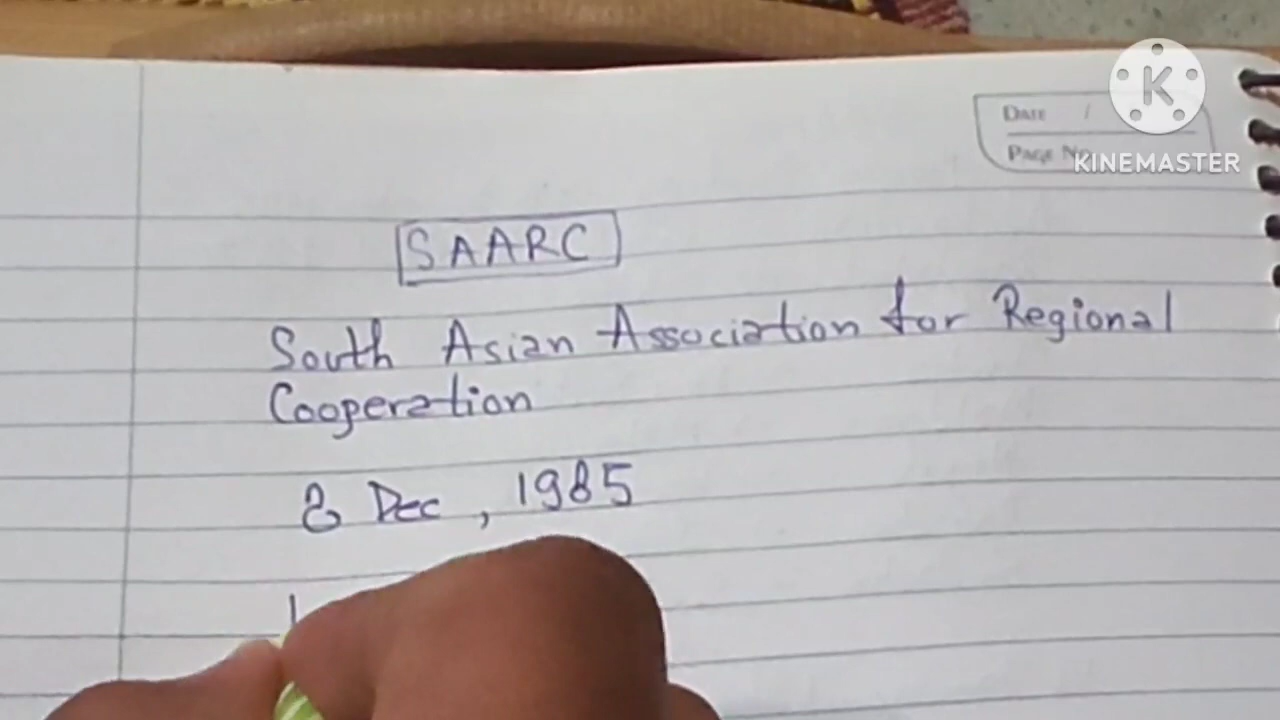 DATE /
PAGE No
K
KINEMASTER
SAARC
South Asian Association for Regional
Cooperation
8 Dec , 1985